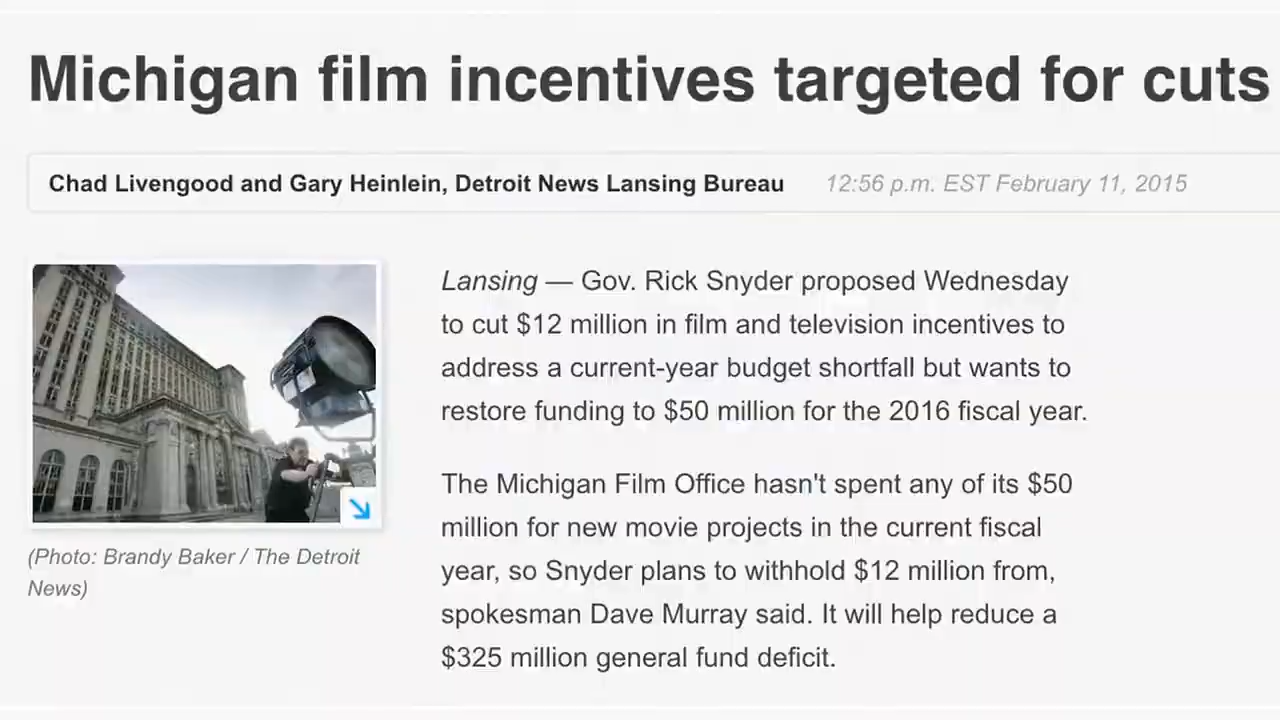 Michigan film incentives targeted for cuts
Chad Livengood and Gary Heinlein, Detroit News Lansing Bureau 12:56 p.m. EST February 11, 2015
Lansing — Gov. Rick Snyder proposed Wednesday
to cut $12 million in film and television incentives to
address a current-year budget shortfall but wants to
restore funding to $50 million for the 2016 fiscal year.
The Michigan Film Office hasn't spent any of its $50
million for new movie projects in the current fiscal
year, so Snyder plans to withhold $12 million from,
spokesman Dave Murray said. It will help reduce a
$325 million general fund deficit.
(Photo: Brandy Baker / The Detroit
News)